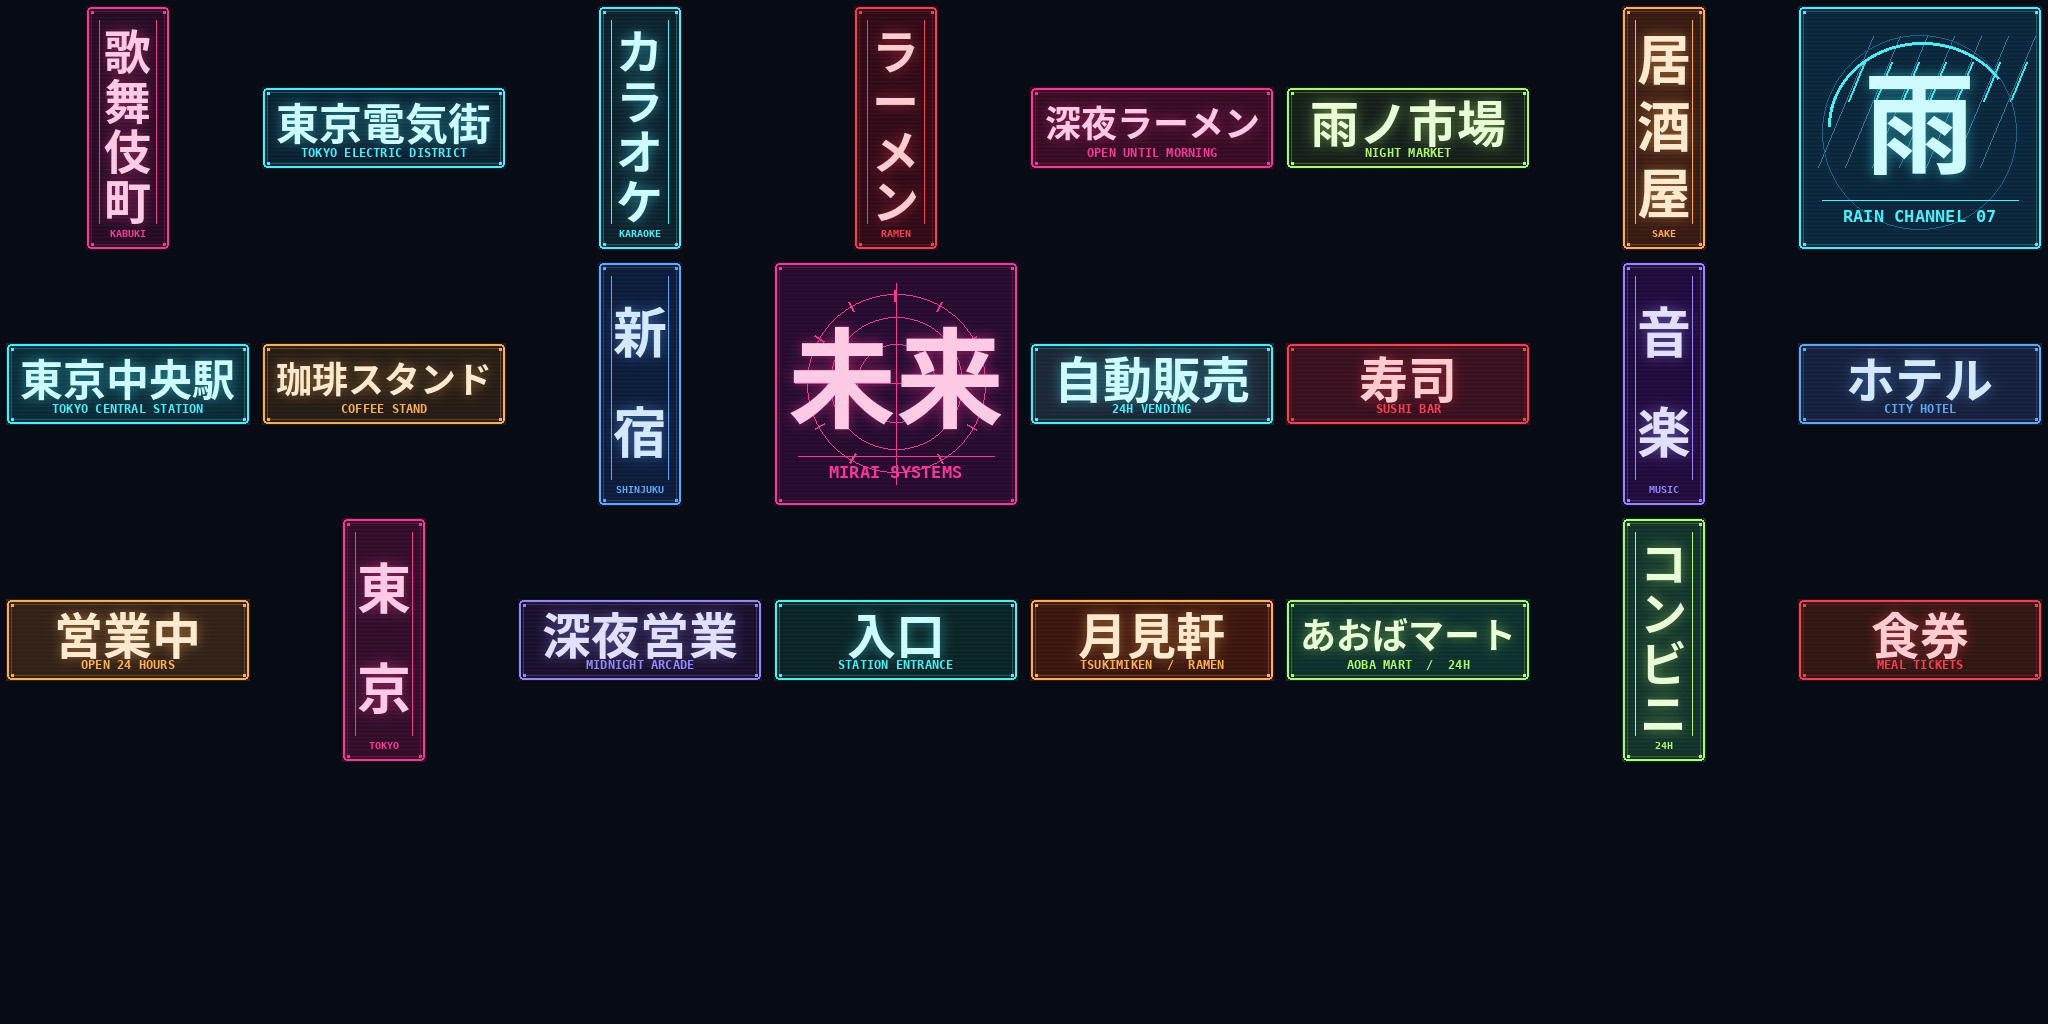 歌舞伎町
KABUKI
東京電気街
TOKYO ELECTRIC DISTRICT
カラオケ
KARAOKE
ラーメン
RAMEN
深夜ラーメン
OPEN UNTIL MORNING
雨ノ市場
NIGHT MARKET
居酒屋
SAKE
雨
RAIN CHANNEL 07
東京中央駅
TOKYO CENTRAL STATION
珈琲スタンド
COFFEE STAND
新宿
SHINJUKU
未来
MIRAI SYSTEMS
自動販売
24H VENDING
寿司
SUSHI BAR
音楽
MUSIC
ホテル
CITY HOTEL
営業中
OPEN 24 HOURS
東京
TOKYO
深夜営業
MIDNIGHT ARCADE
入口
STATION ENTRANCE
月見軒
TSUKIMIKEN / RAMEN
あおばマート
AOBA MART / 24H
コンビニ
24H
食券
MEAL TICKETS